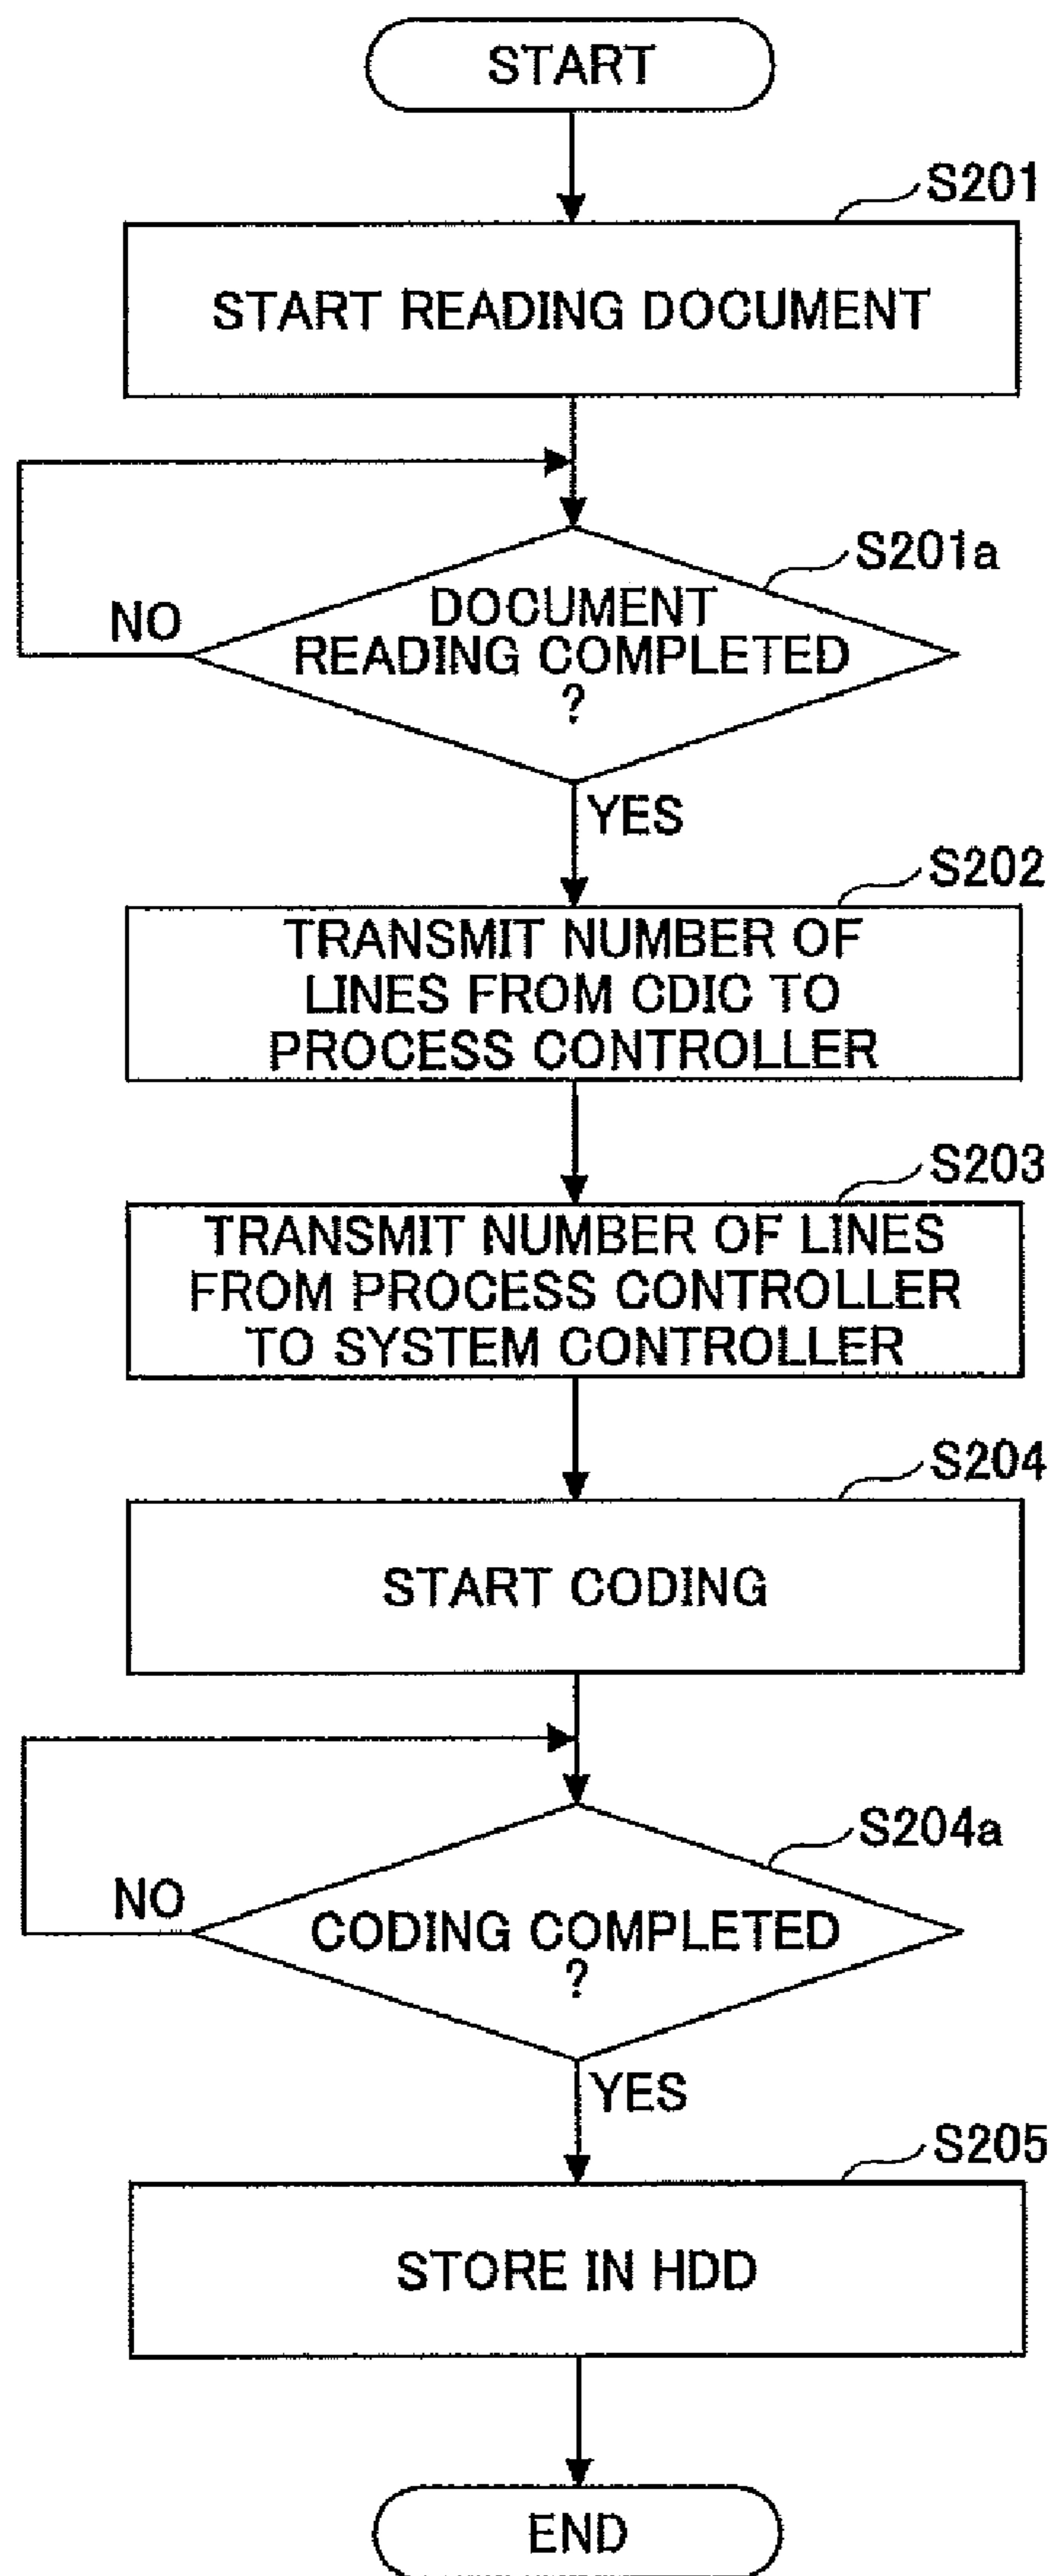 START
S201
START READING DOCUMENT
S201a
DOCUMENT
READING COMPLETED
?
NO
YES
S202
TRANSMIT NUMBER OF
LINES FROM CDIC TO
PROCESS CONTROLLER
S203
TRANSMIT NUMBER OF LINES
FROM PROCESS CONTROLLER
TO SYSTEM CONTROLLER
S204
START CODING
S204a
NO
CODING COMPLETED
?
YES
S205
STORE IN HDD
END